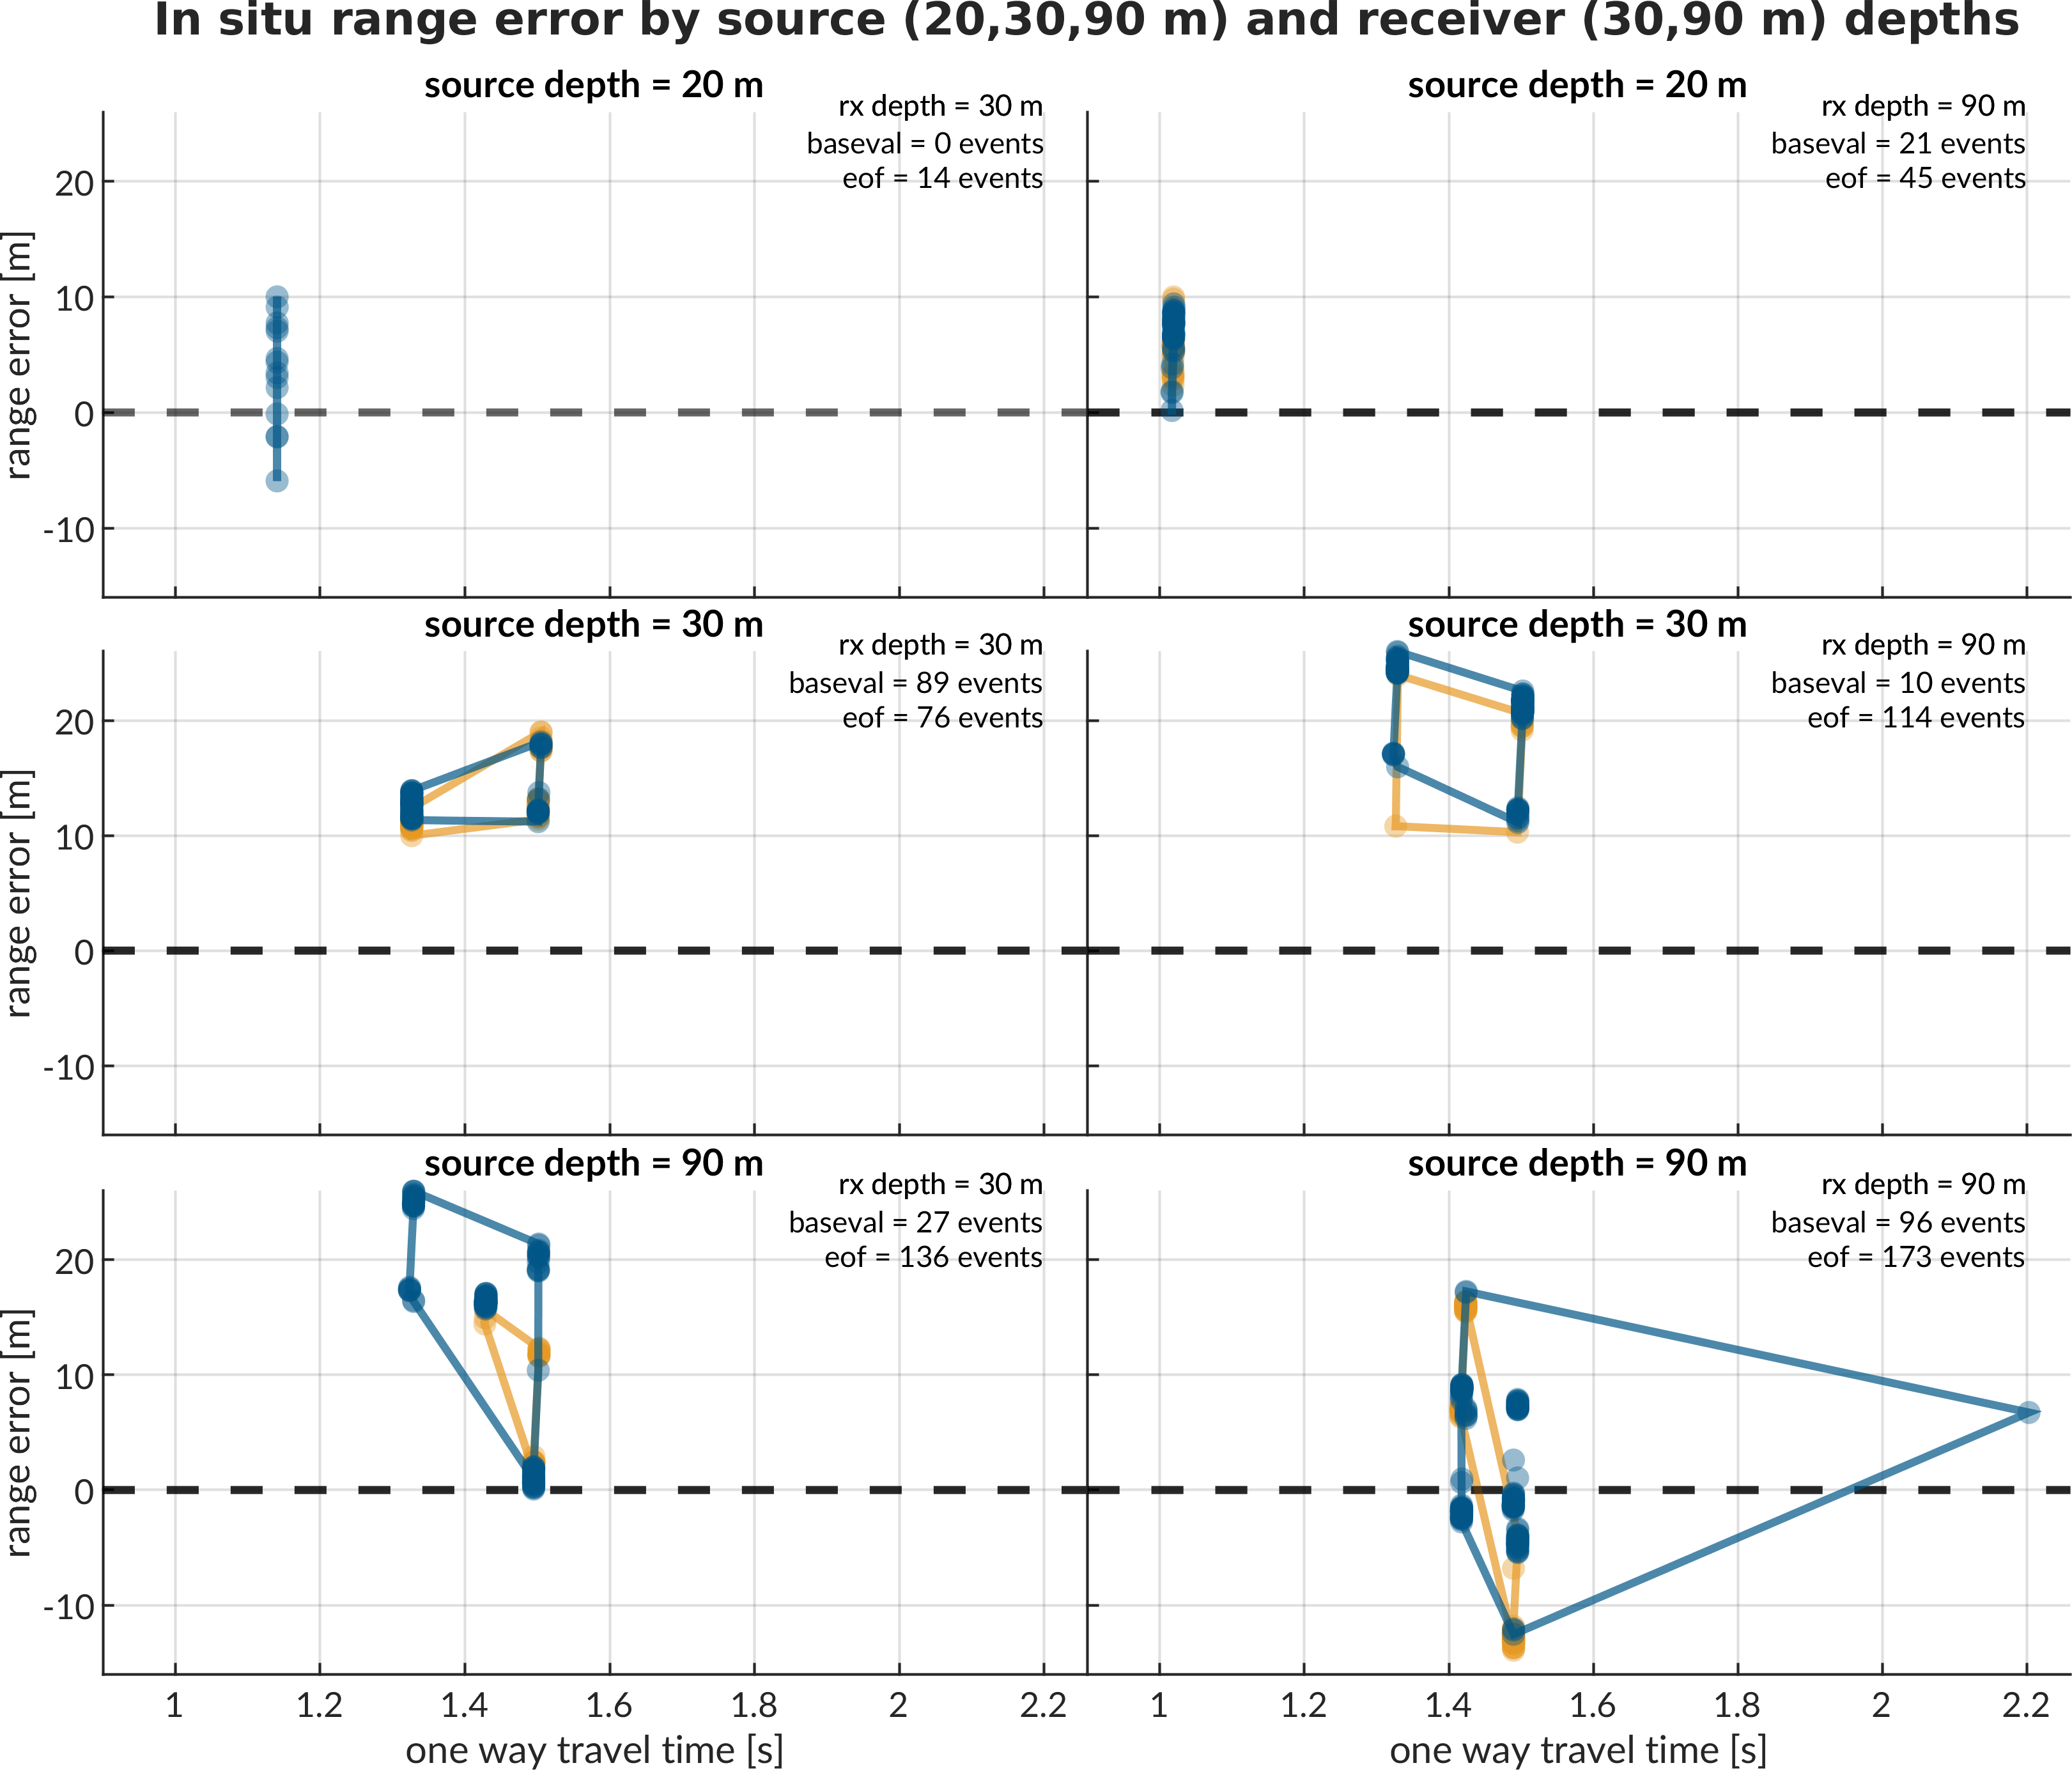 In situ range error by source (20,30,90 m) and receiver (30,90 m) depths
source depth = 20 m
rx depth = 30 m
baseval = 0 events
eof = 14 events
20
10
0
-10
range error [m]
source depth = 20 m
rx depth = 90 m
baseval = 21 events
eof = 45 events
source depth = 30 m
rx depth = 30 m
baseval = 89 events
eof = 76 events
20
10
0
-10
range error [m]
source depth = 30 m
rx depth = 90 m
baseval = 10 events
eof = 114 events
source depth = 90 m
rx depth = 30 m
baseval = 27 events
eof = 136 events
20
10
0
-10
range error [m]
1 1.2 1.4 1.6 1.8 2 2.2
one way travel time [s]
source depth = 90 m
rx depth = 90 m
baseval = 96 events
eof = 173 events
1 1.2 1.4 1.6 1.8 2 2.2
one way travel time [s]